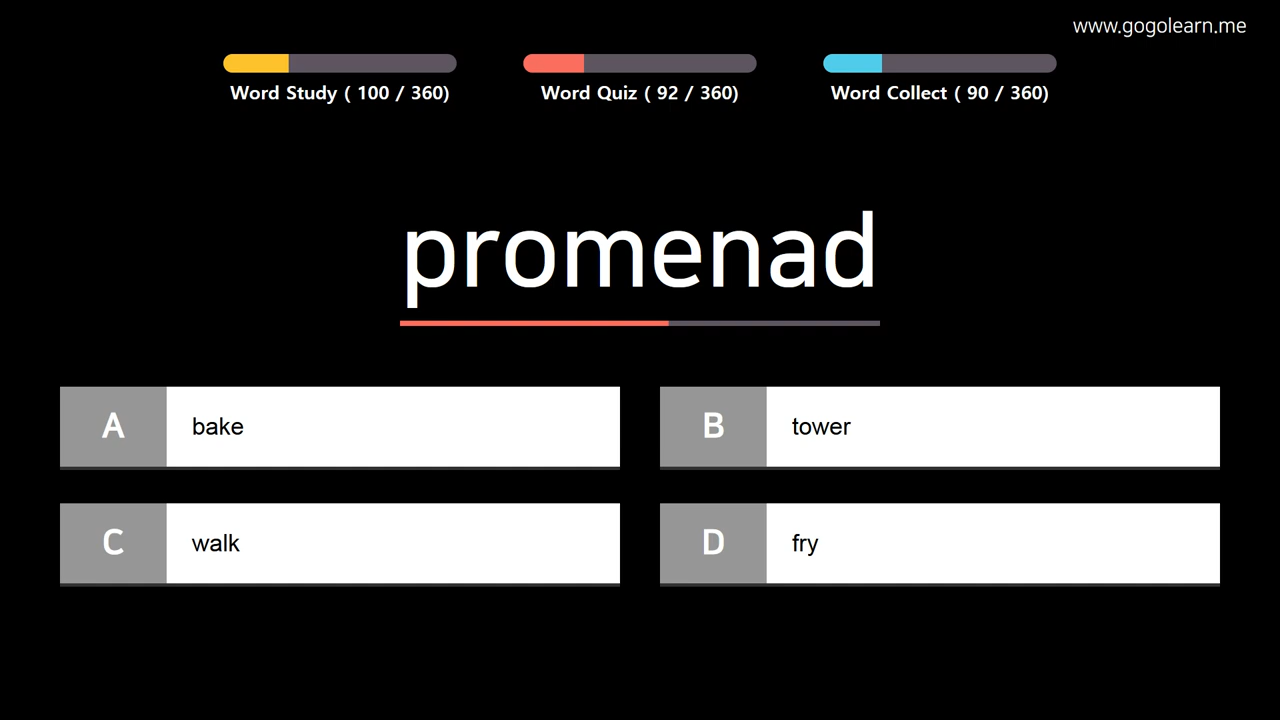 www.gogolearn.me
Word Study ( 100 / 360)
Word Quiz ( 92 / 360)
Word Collect ( 90 / 360)
promenad
A bake
B tower
C walk
D fry